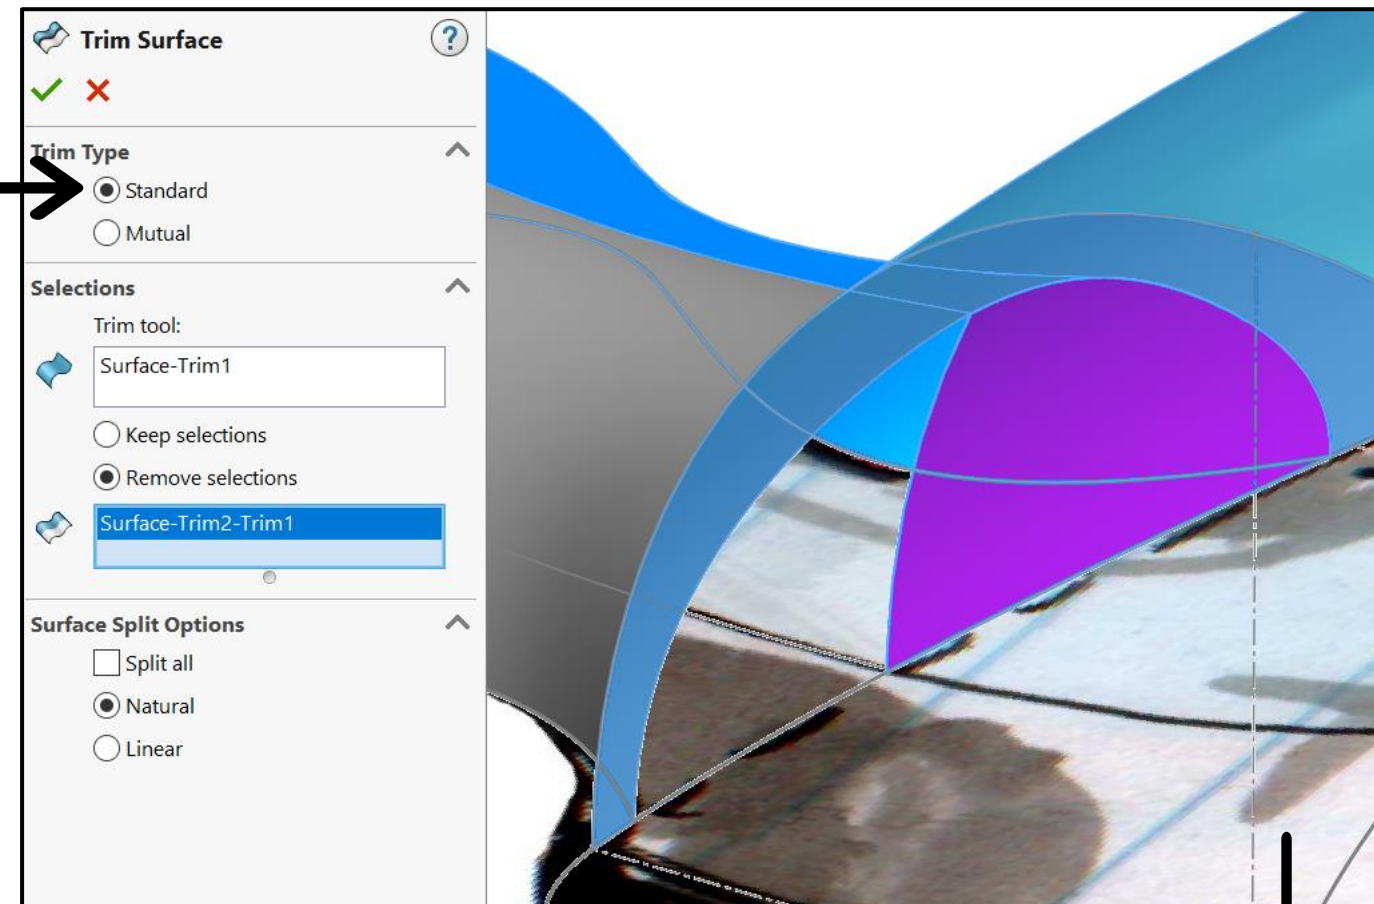 Trim Surface
?
Trim Type
Standard
Mutual
Selections
Trim tool:
Surface-Trim1
Keep selections
Remove selections
Surface-Trim2-Trim1
Surface Split Options
Split all
Natural
Linear